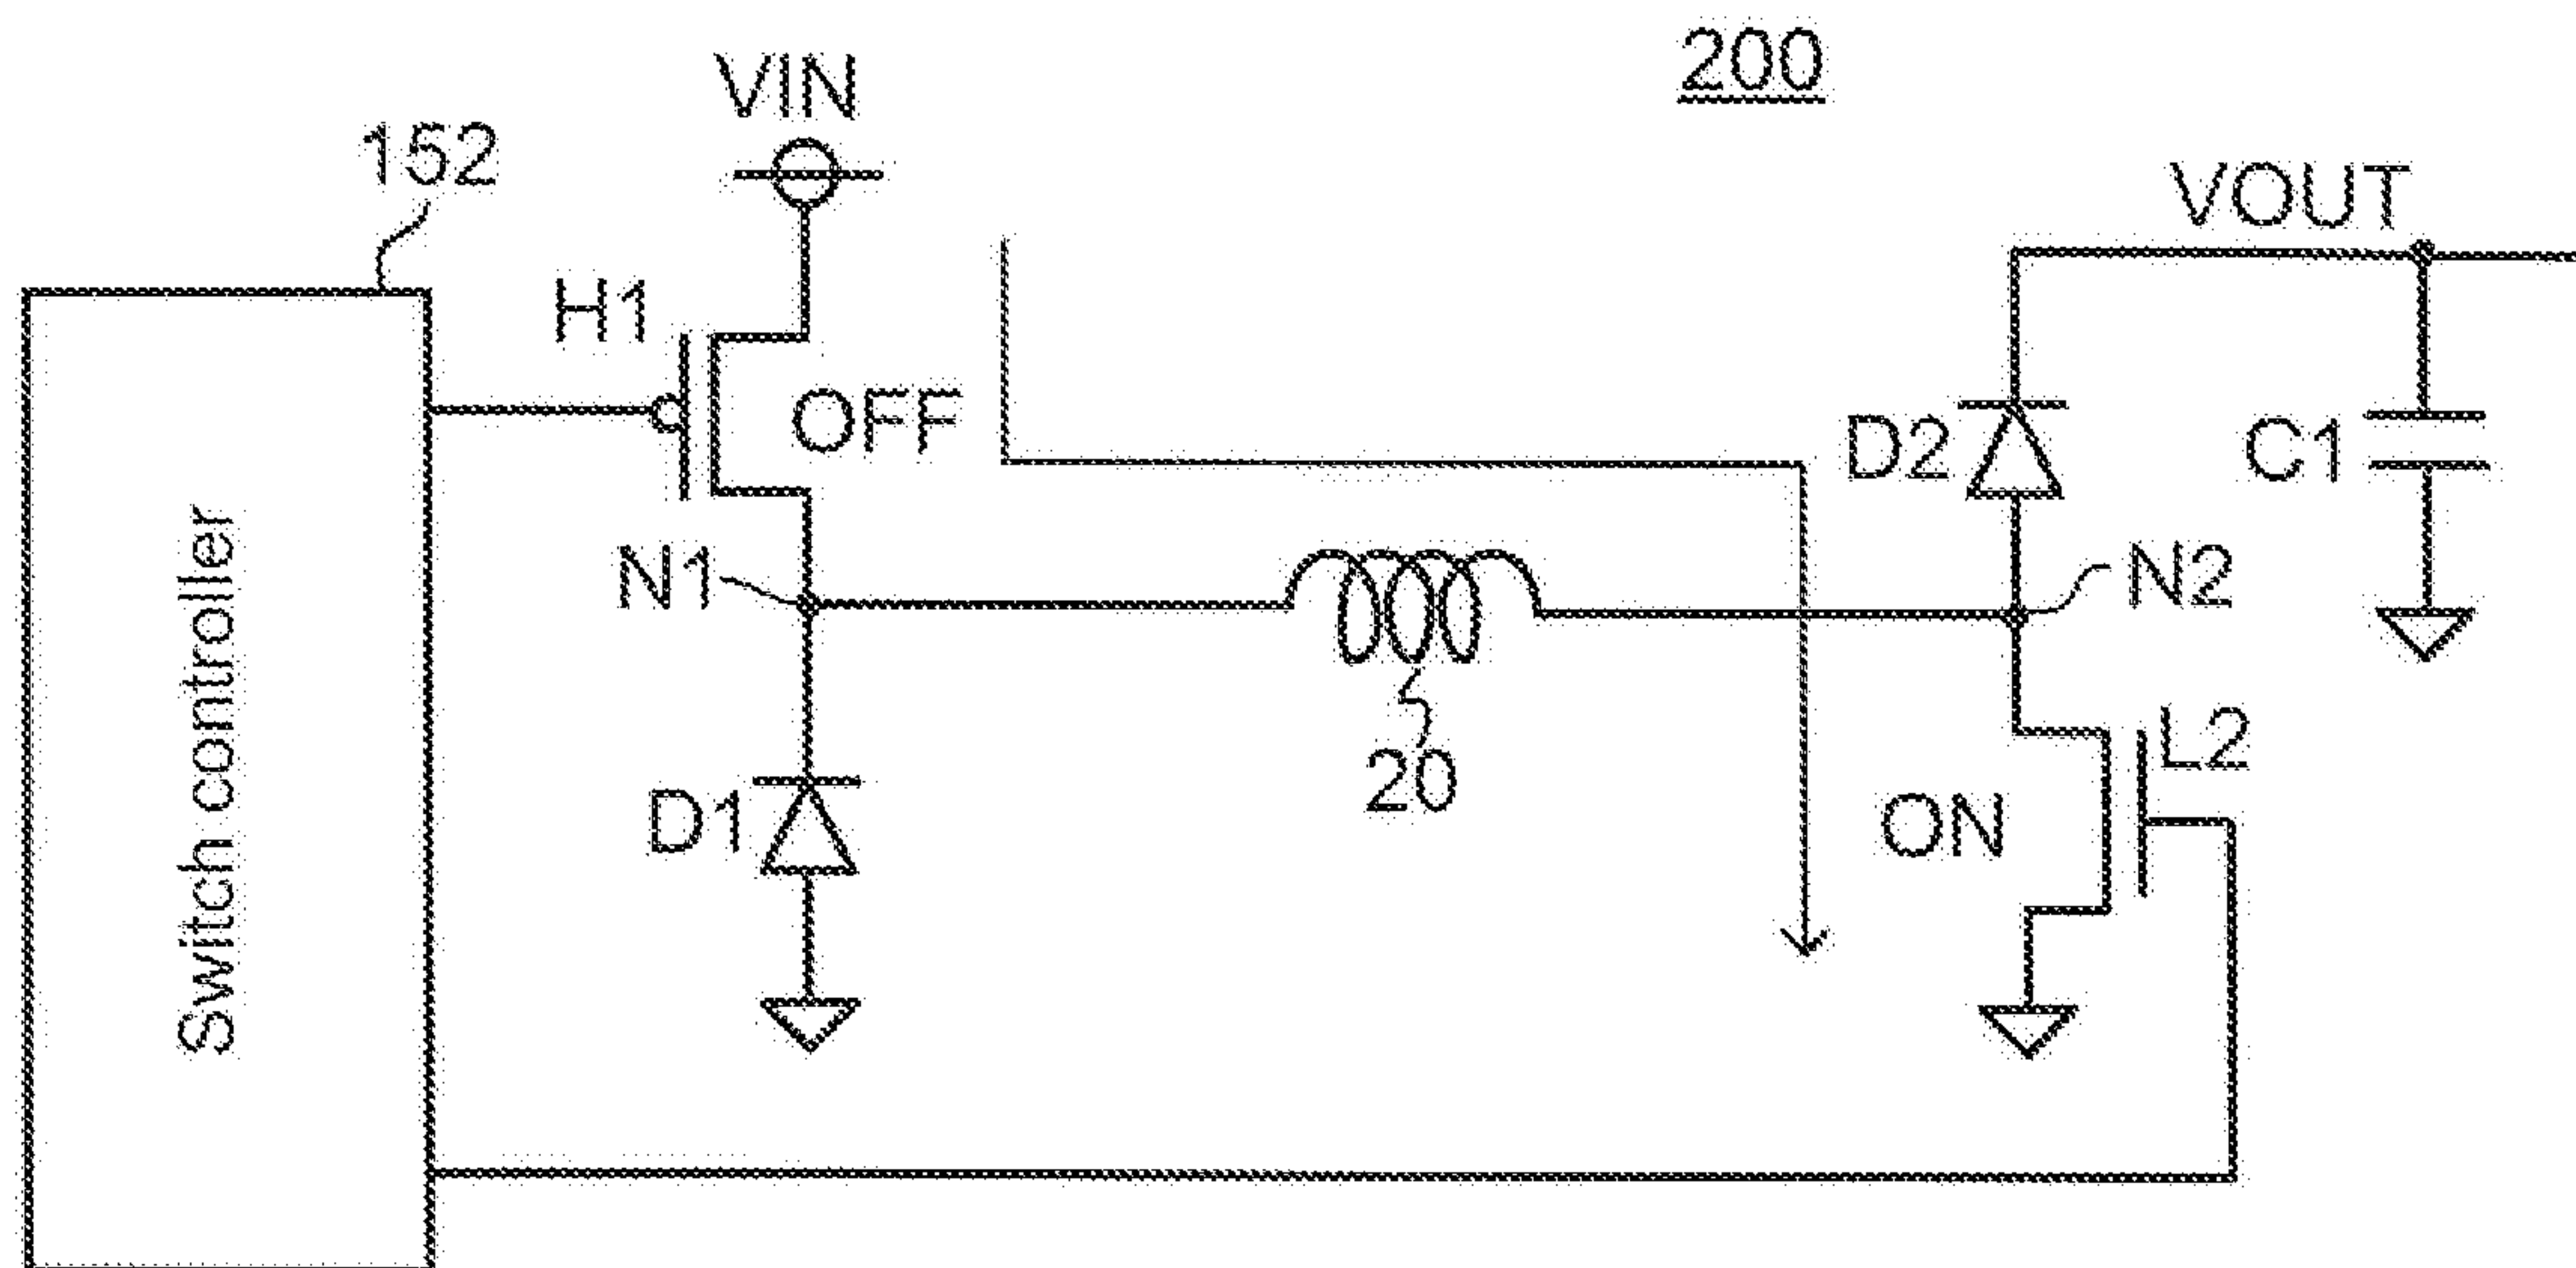 200
VIN
152
VOUT
H1
OFF
D2
C1
N1
N2
Switch controller
20
L2
D1
ON